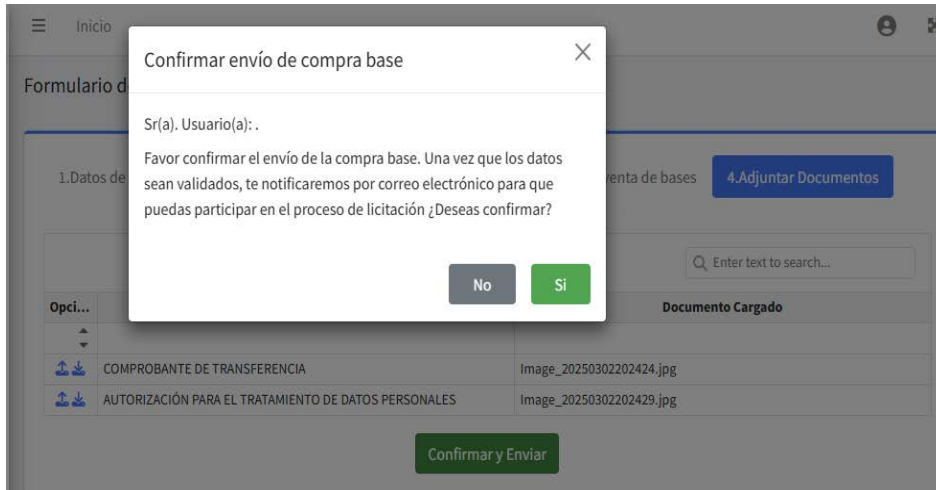 Inicio
Confirmar envío de compra base
Formulario d
Sr(a). Usuario(a): .
Favor confirmar el envío de la compra base. Una vez que los datos
sean validados, te notificaremos por correo electrónico para que
puedas participar en el proceso de licitación ¿Deseas confirmar?
1.Datos de
enta de bases
4.Adjuntar Documentos
No
Si
Enter text to search...
Opci...
Documento Cargado
COMPROBANTE DE TRANSFERENCIA
Image_20250302202424.jpg
AUTORIZACIÓN PARA EL TRATAMIENTO DE DATOS PERSONALES
Image_20250302202429.jpg
Confirmar y Enviar